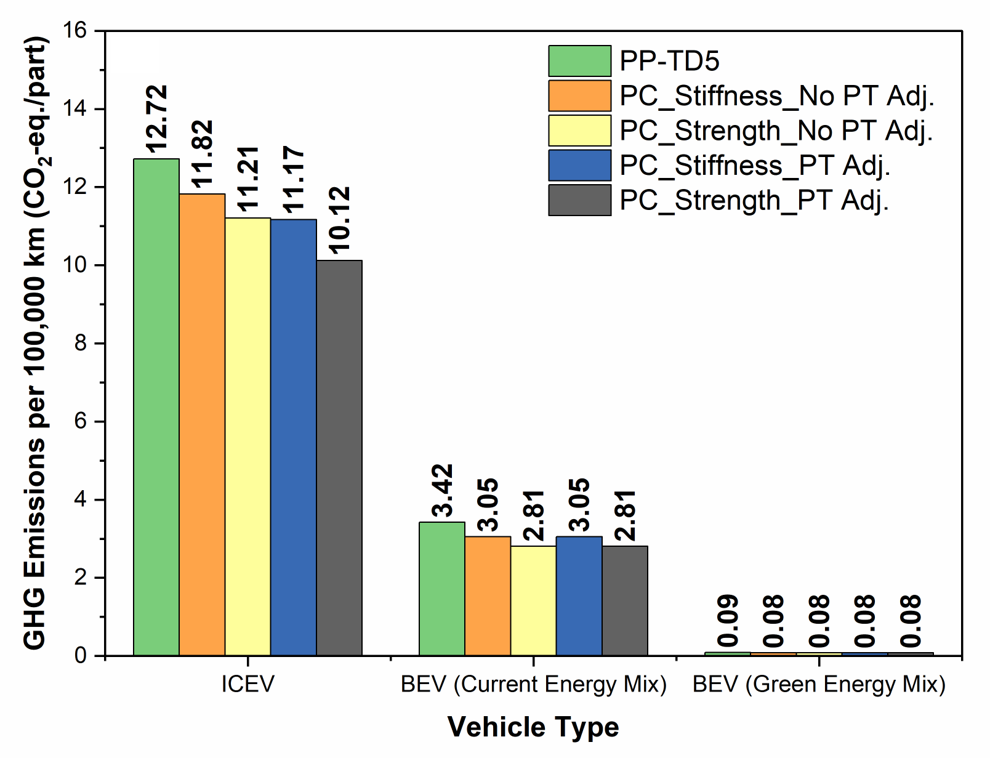 GHG Emissions per 100,000 km (CO₂-eq./part)
16
14
12
10
8
6
4
2
0
PP-TD5
PC_Stiffness_No PT Adj.
PC_Strength_No PT Adj.
PC_Stiffness_PT Adj.
PC_Strength_PT Adj.
12.72
11.82
11.21
11.17
10.12
3.42
3.05
2.81
3.05
2.81
0.09
0.08
0.08
0.08
0.08
ICEV
BEV (Current Energy Mix)
BEV (Green Energy Mix)
Vehicle Type